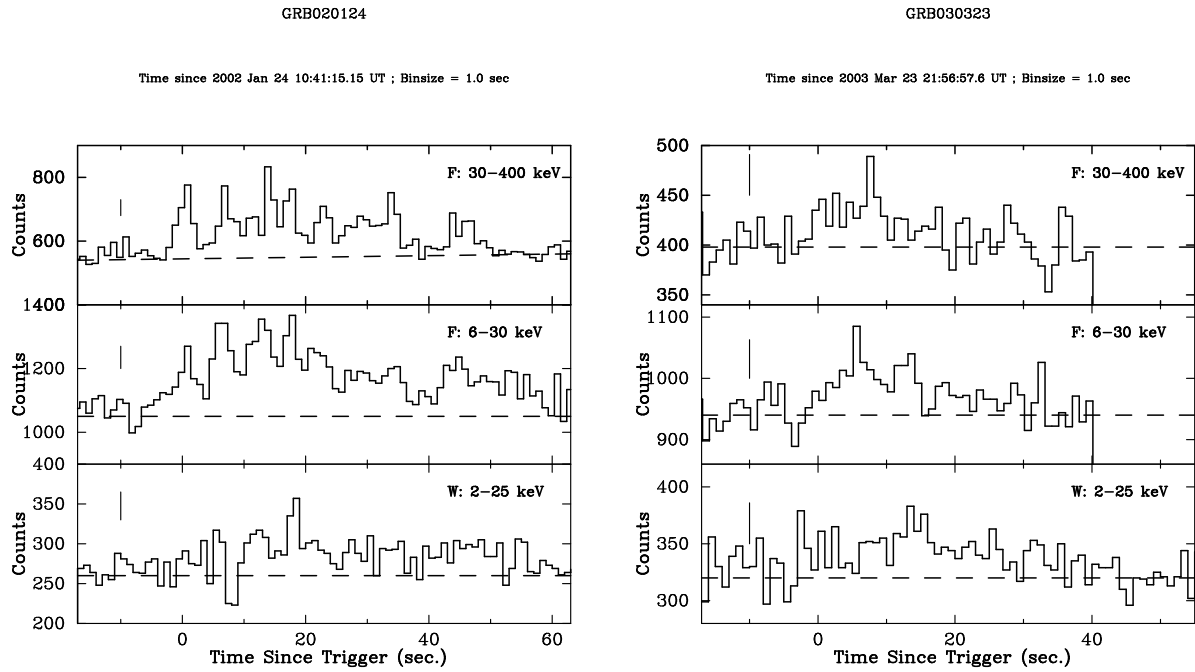 GRB020124
Time since 2002 Jan 24 10:41:15.15 UT ; Binsize = 1.0 sec
F: 30-400 keV
Counts
800
600
F: 6-30 keV
Counts
1400
1200
1000
W: 2-25 keV
Counts
400
350
300
250
200
0 20 40 60
Time Since Trigger (sec.)
GRB030323
Time since 2003 Mar 23 21:56:57.6 UT ; Binsize = 1.0 sec
F: 30-400 keV
Counts
500
450
400
350
F: 6-30 keV
Counts
1100
1000
900
W: 2-25 keV
Counts
400
350
300
0 20 40
Time Since Trigger (sec.)